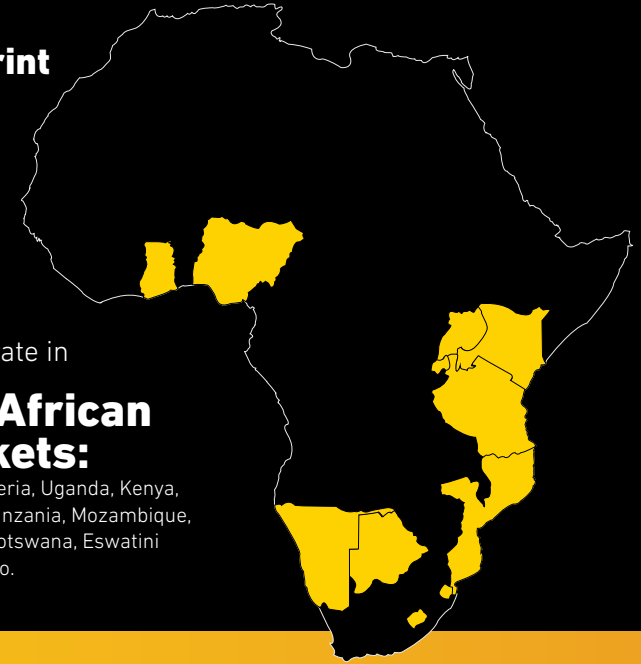 rint
ate in
African
kets:
eria, Uganda, Kenya,
nzania, Mozambique,
otswana, Eswatini
o.